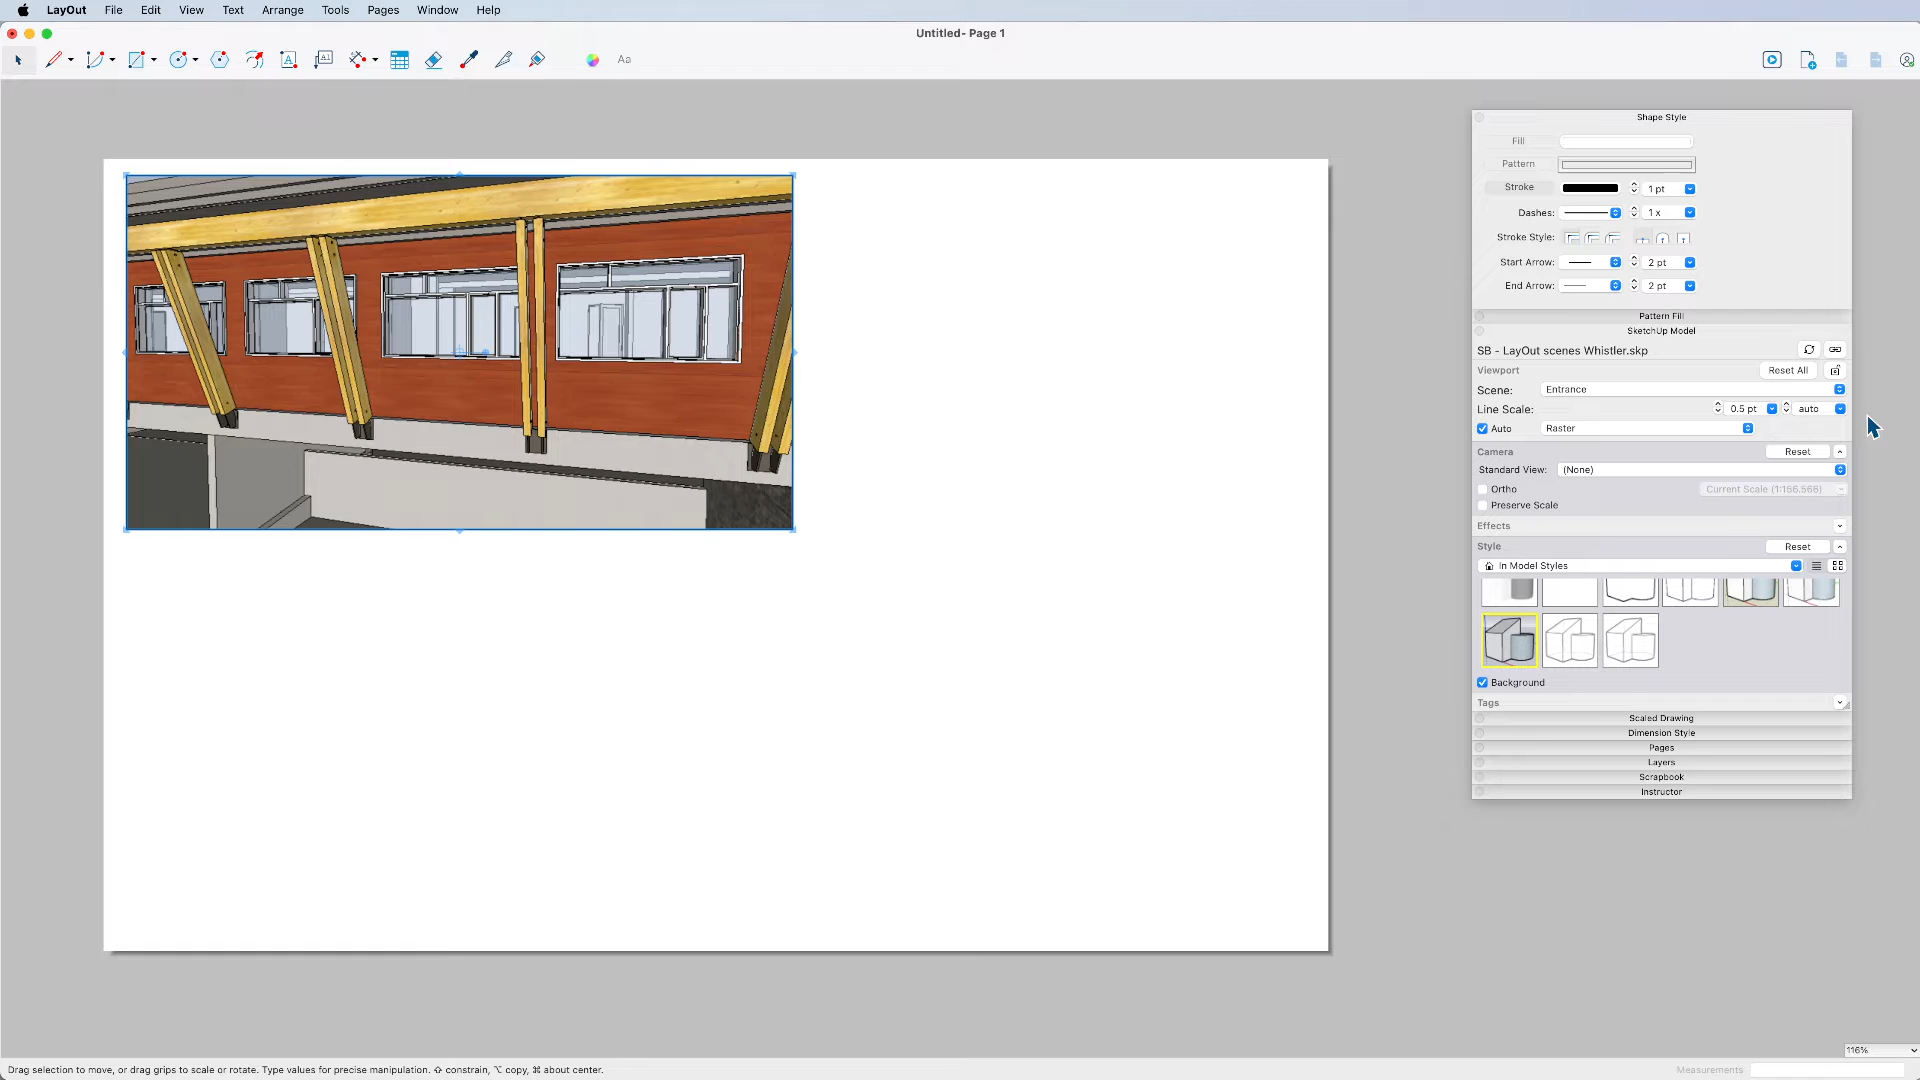 LayOut File Edit View Text Arrange Tools Pages Window Help
Untitled- Page 1
A A1 Aa
Shape Style
Fill
Pattern
Stroke 1 pt
Dashes: 1 x
Stroke Style:
Start Arrow: 2 pt
End Arrow: 2 pt
Pattern Fill
SketchUp Model
SB - LayOut scenes Whistler.skp
Viewport Reset All
Scene: Entrance
Line Scale: 0.5 pt auto
Auto Raster
Camera Reset
Standard View: (None)
Ortho Current Scale (1:156.566)
Preserve Scale
Effects
Style Reset
In Model Styles
Background
Tags
Scaled Drawing
Dimension Style
Pages
Layers
Scrapbook
Instructor
116%
Drag selection to move, or drag grips to scale or rotate. Type values for precise manipulation. ⇧ constrain, ⌥ copy, ⌘ about center. Measurements